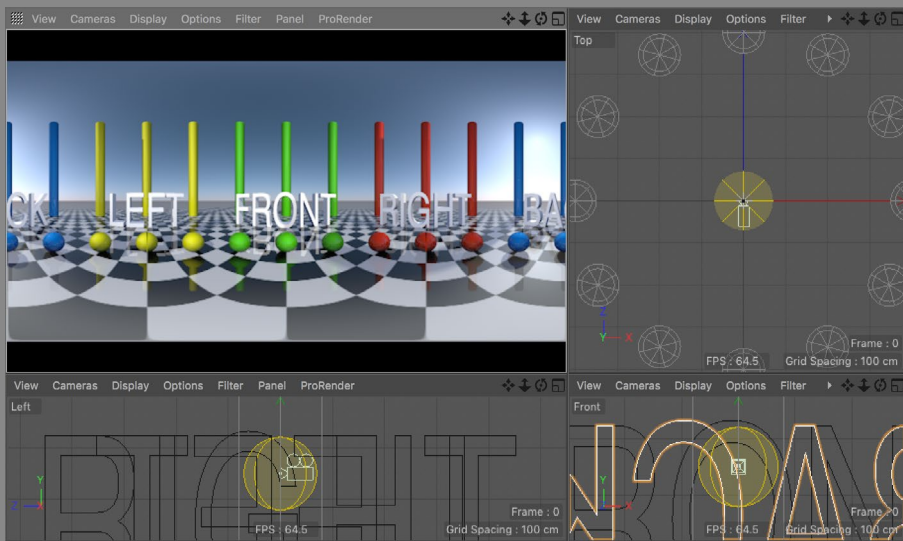 View Cameras Display Options Filter Panel ProRender
CK LEFT FRONT RIGHT BA
View Cameras Display Options Filter
Top
Z
Y X
Frame : 0
FPS : 64.5 Grid Spacing : 100 cm
View Cameras Display Options Filter Panel ProRender
Left
Y
Z X
Frame : 0
FPS : 64.5 Grid Spacing : 100 cm
View Cameras Display Options Filter
Front
Y
Z X
Frame : 0
FPS : 64.5 Grid Spacing : 100 cm